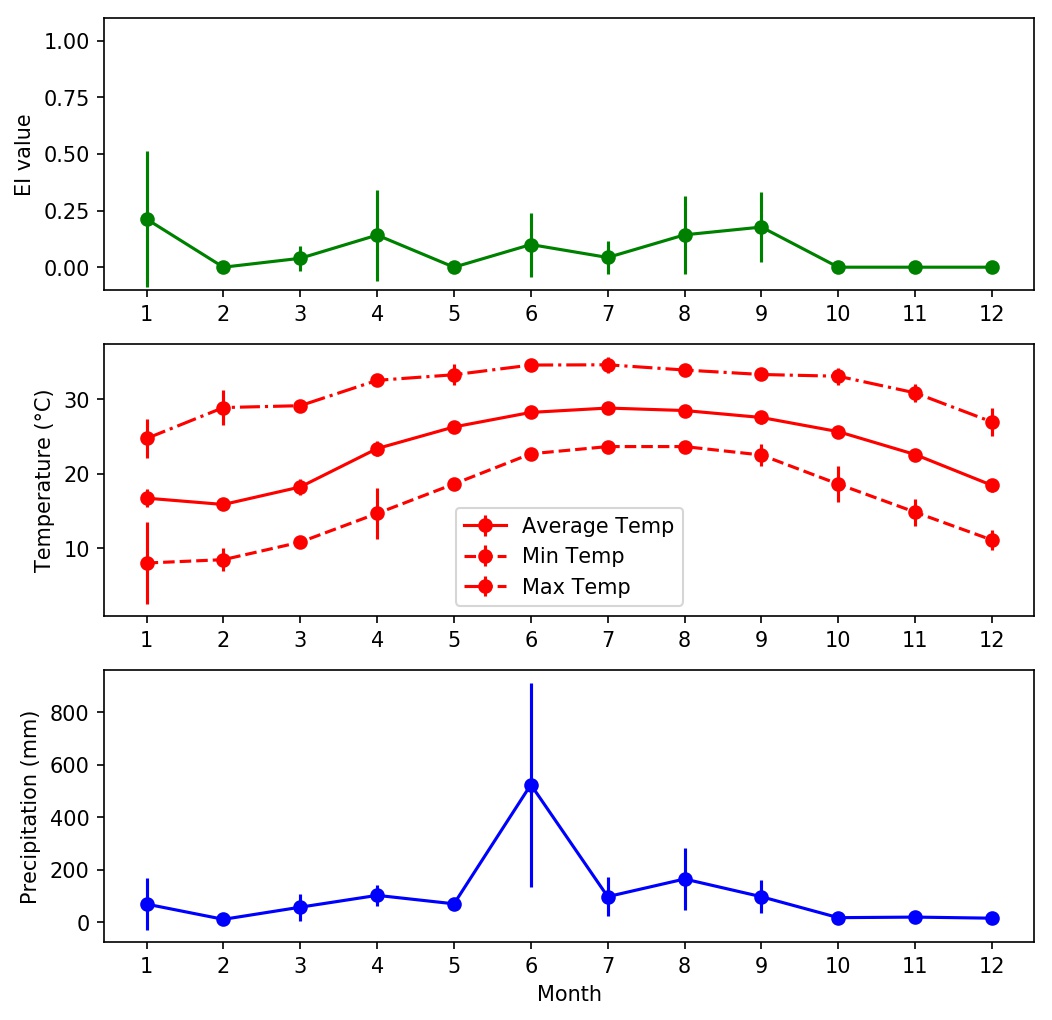 EI value
1.00
0.75
0.50
0.25
0.00
1 2 3 4 5 6 7 8 9 10 11 12
Temperature (°C)
30
20
10
Average Temp
Min Temp
Max Temp
1 2 3 4 5 6 7 8 9 10 11 12
Precipitation (mm)
800
600
400
200
0
1 2 3 4 5 6 7 8 9 10 11 12
Month